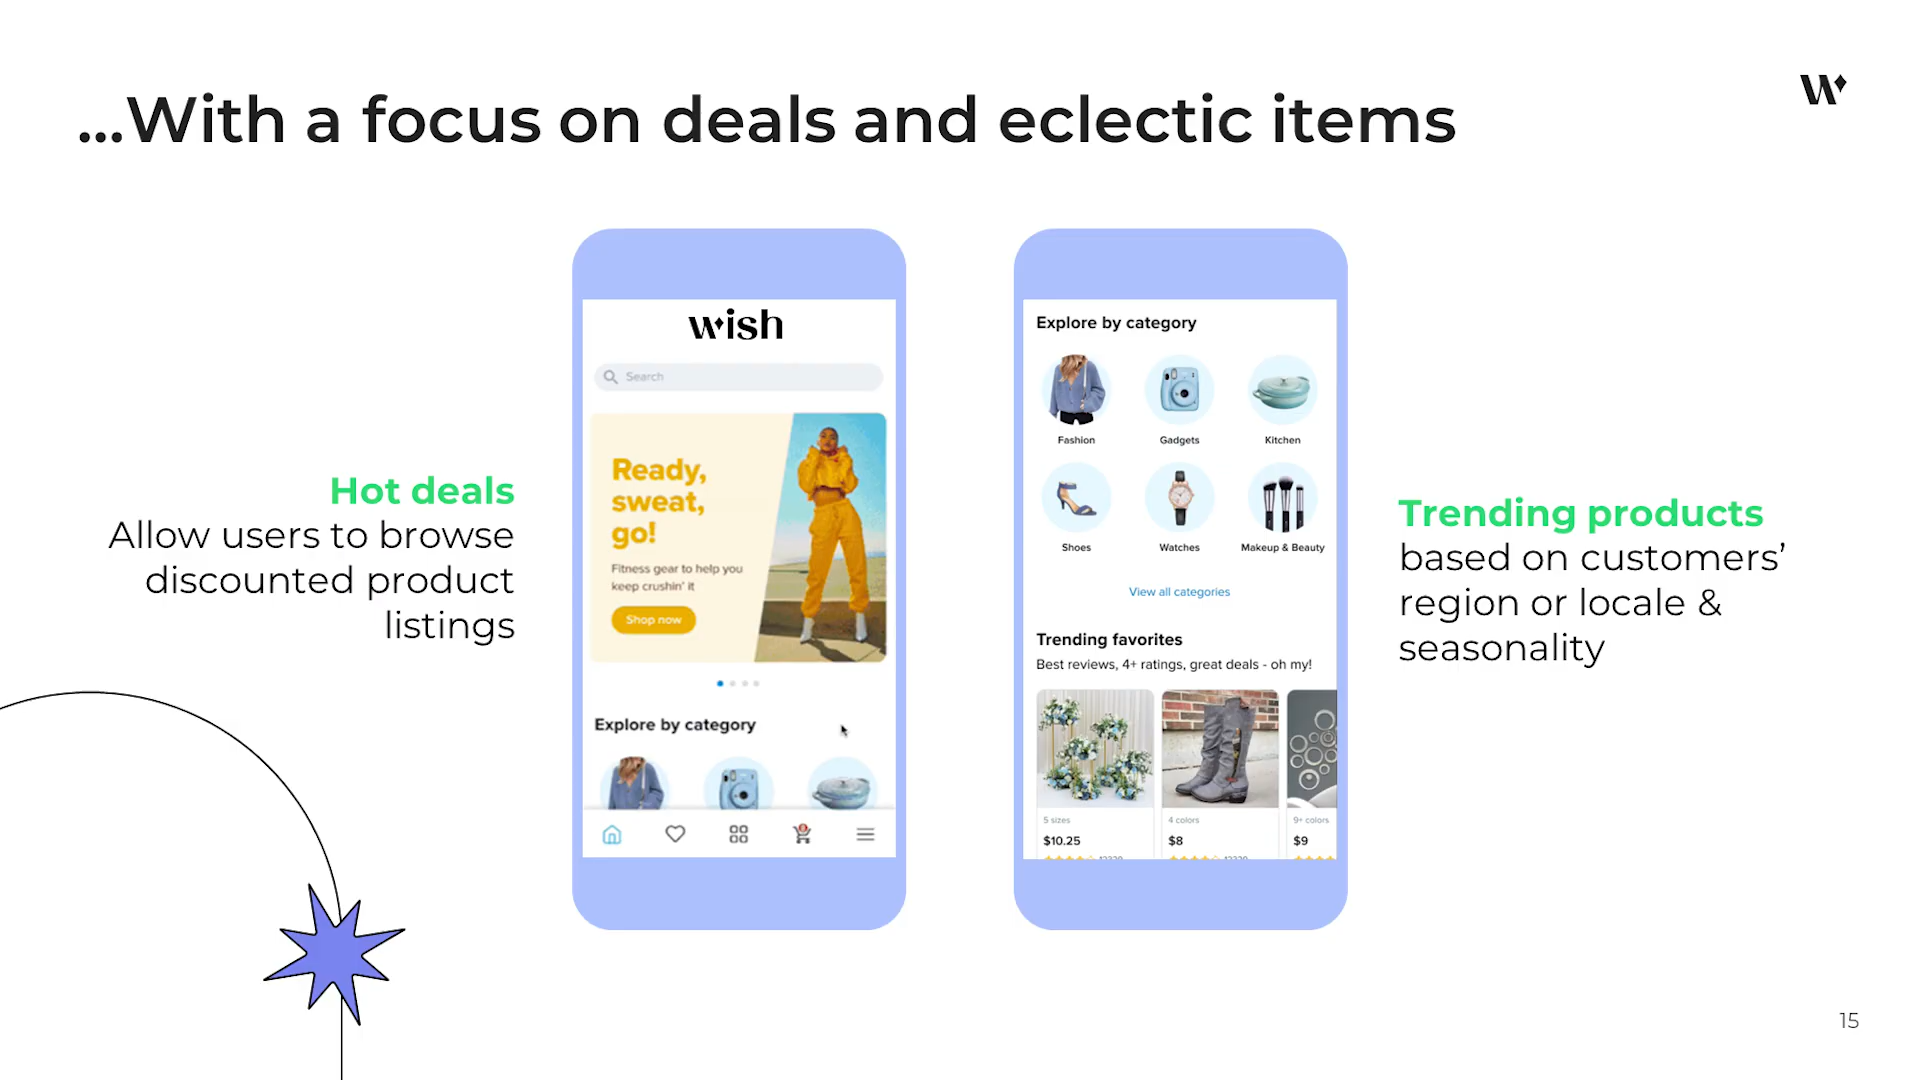 ...With a focus on deals and eclectic items
W
Hot deals
Allow users to browse
discounted product
listings
wish
Search
Ready,
sweat,
go!
Fitness gear to help you
keep crushin' it
Shop now
Explore by category
Explore by category
Fashion Gadgets Kitchen
Shoes Watches Makeup & Beauty
View all categories
Trending favorites
Best reviews, 4+ ratings, great deals - oh my!
5 sizes 4 colors 9+ colors
$10.25 $8 $9
Trending products
based on customers’
region or locale &
seasonality
15